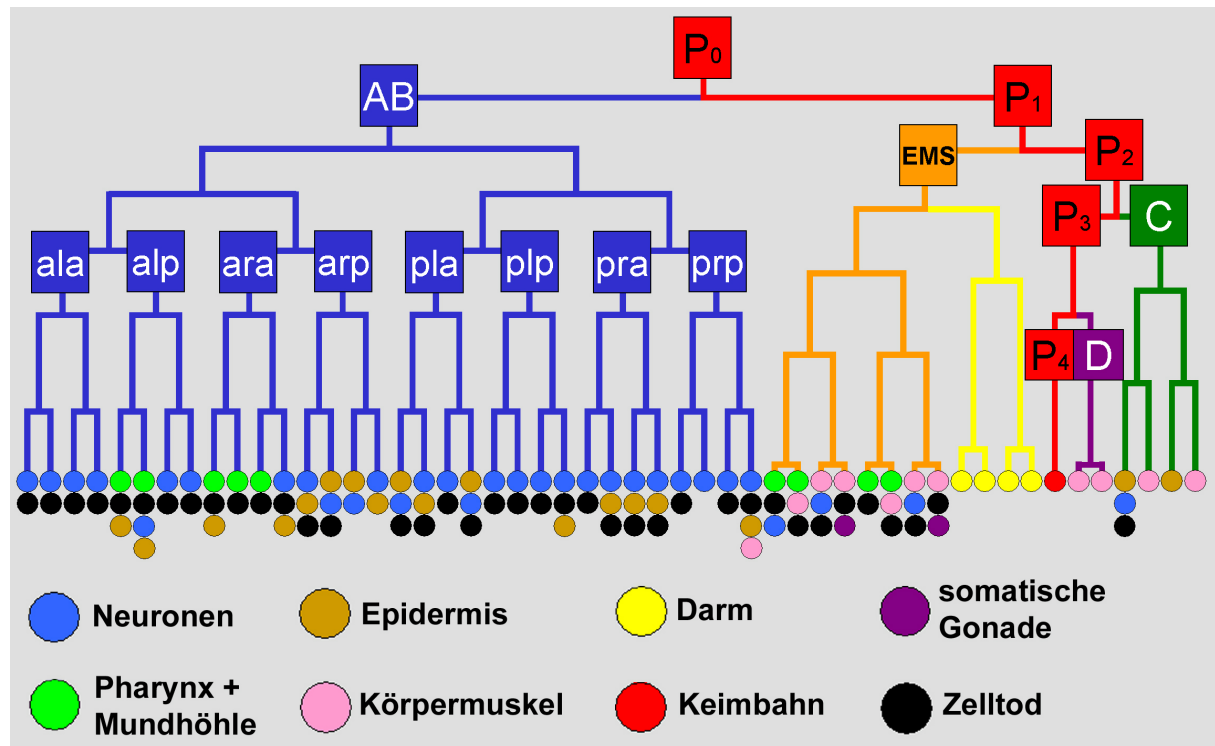 P0
AB
P1
EMS
P2
P3
C
ala
alp
ara
arp
pla
plp
pra
prp
P4
D
Neuronen
Epidermis
Darm
somatische
Gonade
Pharynx +
Mundhöhle
Körpermuskel
Keimbahn
Zelltod